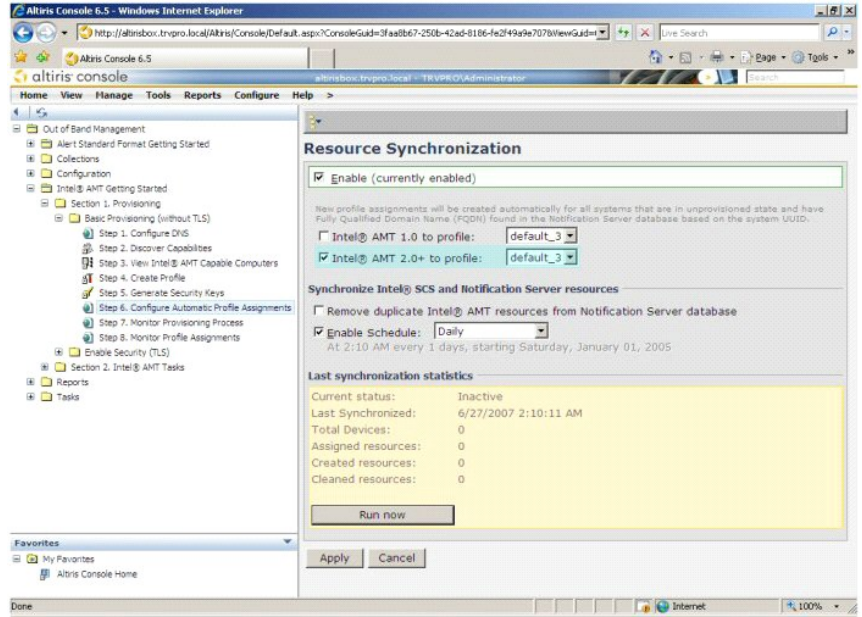 Altiris Console 6.5 - Windows Internet Explorer
http://altirisbox.trvpro.local/Altiris/Console/Default.aspx?ConsoleGuid=3faa8b67-250b-42ad-8186-fe2f49a9e707&ViewGuid=
Live Search
Altiris Console 6.5
Page
Tools
altiris console
altirisbox.trvpro.local - TRVPRO\Administrator
Search
Home View Manage Tools Reports Configure Help >
Out of Band Management
Alert Standard Format Getting Started
Collections
Configuration
Intel® AMT Getting Started
Section 1. Provisioning
Basic Provisioning (without TLS)
Step 1. Configure DNS
Step 2. Discover Capabilities
Step 3. View Intel® AMT Capable Computers
Step 4. Create Profile
Step 5. Generate Security Keys
Step 6. Configure Automatic Profile Assignments
Step 7. Monitor Provisioning Process
Step 8. Monitor Profile Assignments
Enable Security (TLS)
Section 2. Intel® AMT Tasks
Reports
Tasks
Favorites
My Favorites
Altiris Console Home
Resource Synchronization
Enable (currently enabled)
New profile assignments will be created automatically for all systems that are in unprovisioned state and have
Fully Qualified Domain Name (FQDN) found in the Notification Server database based on the system UUID.
Intel® AMT 1.0 to profile: default_3
Intel® AMT 2.0+ to profile: default_3
Synchronize Intel® SCS and Notification Server resources
Remove duplicate Intel® AMT resources from Notification Server database
Enable Schedule: Daily
At 2:10 AM every 1 days, starting Saturday, January 01, 2005
Last synchronization statistics
Current status: Inactive
Last Synchronized: 6/27/2007 2:10:11 AM
Total Devices: 0
Assigned resources: 0
Created resources: 0
Cleaned resources: 0
Run now
Apply Cancel
Done
Internet
100%